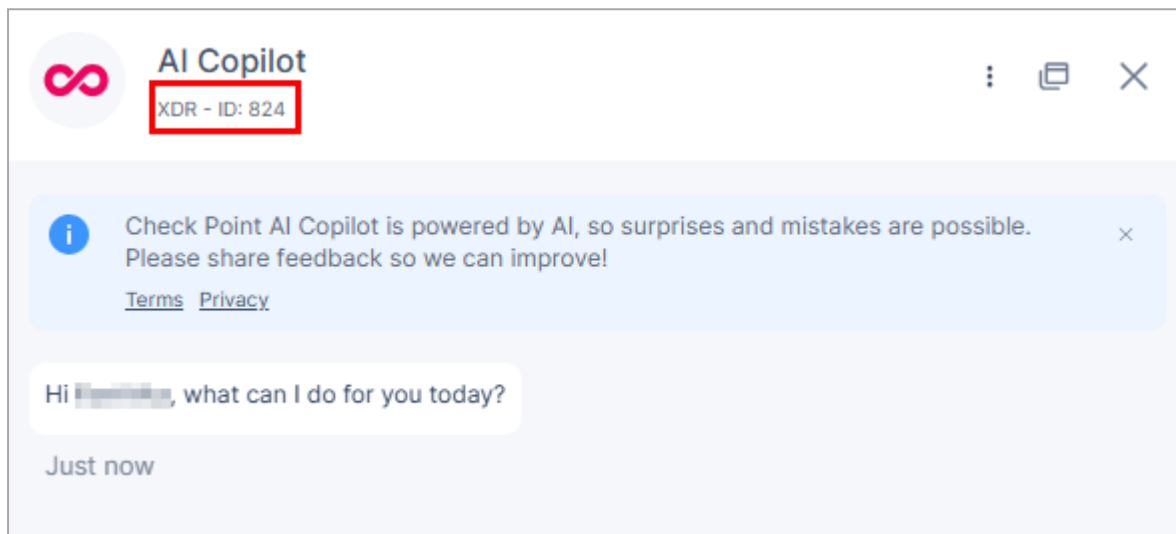 AI Copilot
XDR - ID: 824
Check Point AI Copilot is powered by AI, so surprises and mistakes are possible.
Please share feedback so we can improve!
Terms Privacy
Hi , what can I do for you today?
Just now